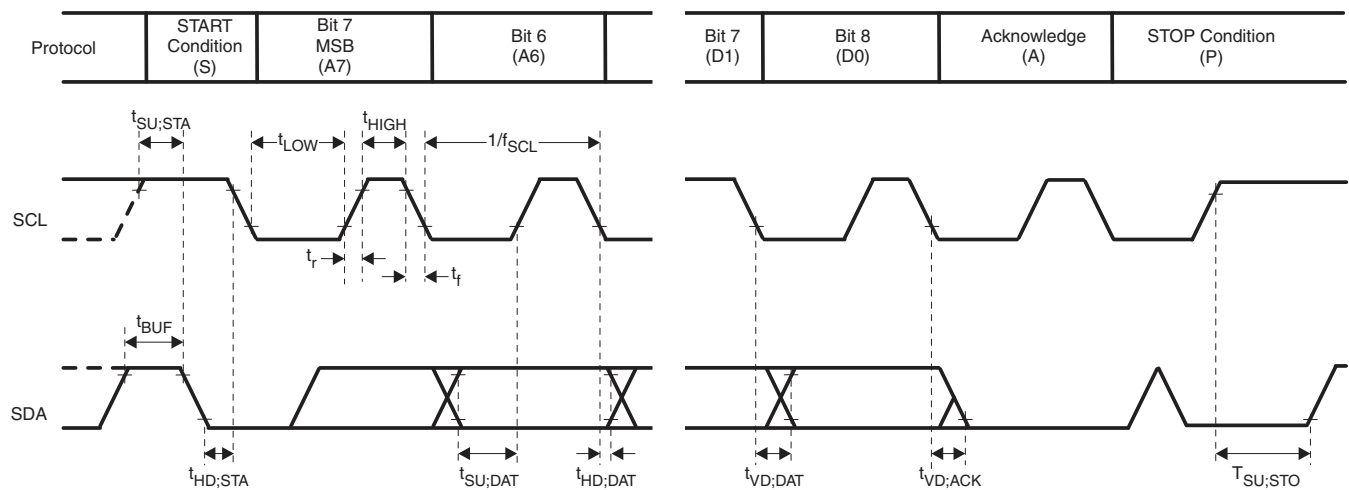 Protocol
START
Condition
(S)
Bit 7
MSB
(A7)
Bit 6
(A6)
Bit 7
(D1)
Bit 8
(D0)
Acknowledge
(A)
STOP Condition
(P)
tSU;STA
tLOW
tHIGH
1/fSCL
SCL
tr
tf
tBUF
SDA
tHD;STA
tSU;DAT
tHD;DAT
tVD;DAT
tVD;ACK
TSU;STO